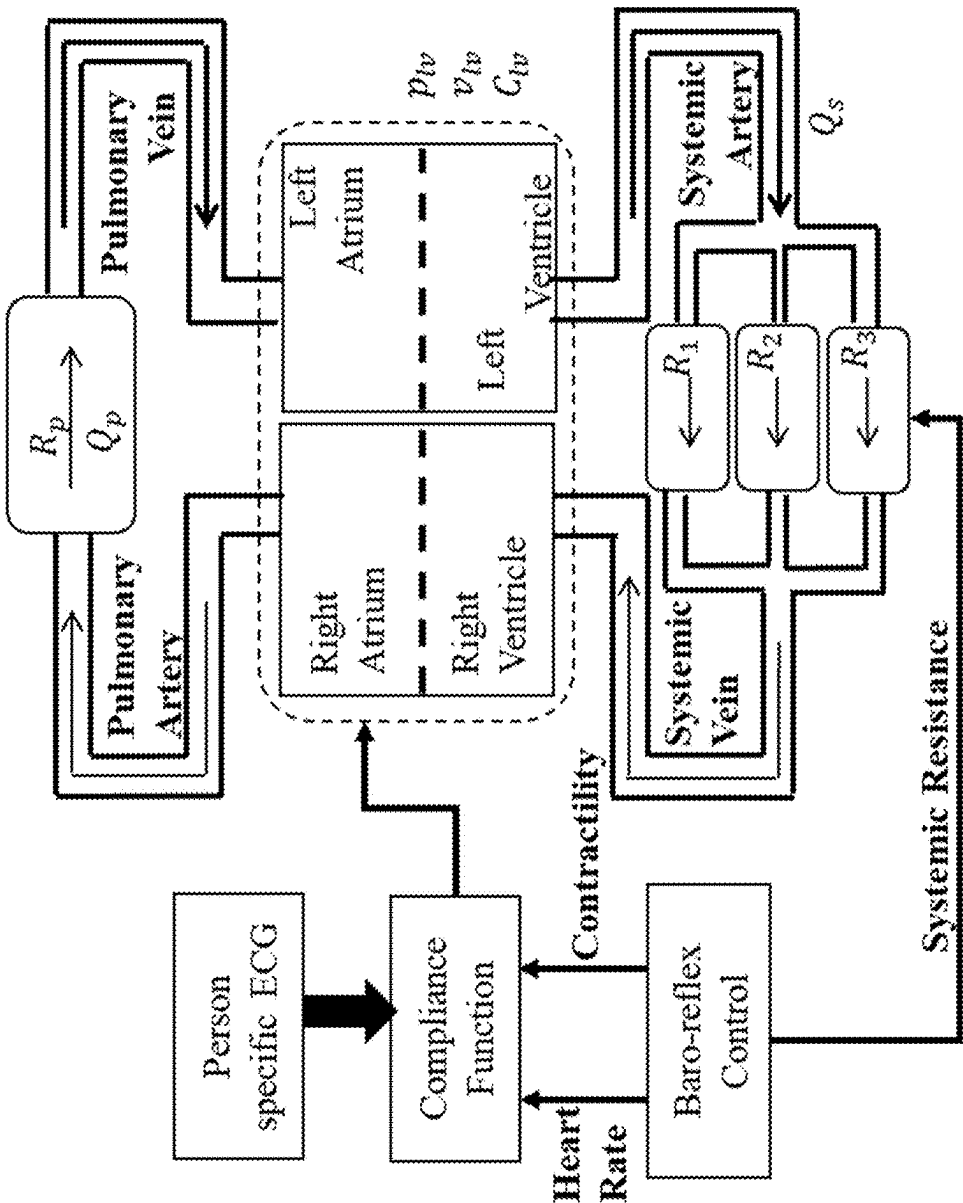 R_p
Q_p
Pulmonary
Artery
Pulmonary
Vein
Person
specific ECG
Right
Atrium
Left
Atrium
Compliance
Function
Right
Ventricle
Left
Ventricle
p_lv
v_lv
C_lv
Heart
Rate
Contractility
Systemic
Vein
Systemic
Artery
Q_s
R_1
R_2
R_3
Baro-reflex
Control
Systemic Resistance